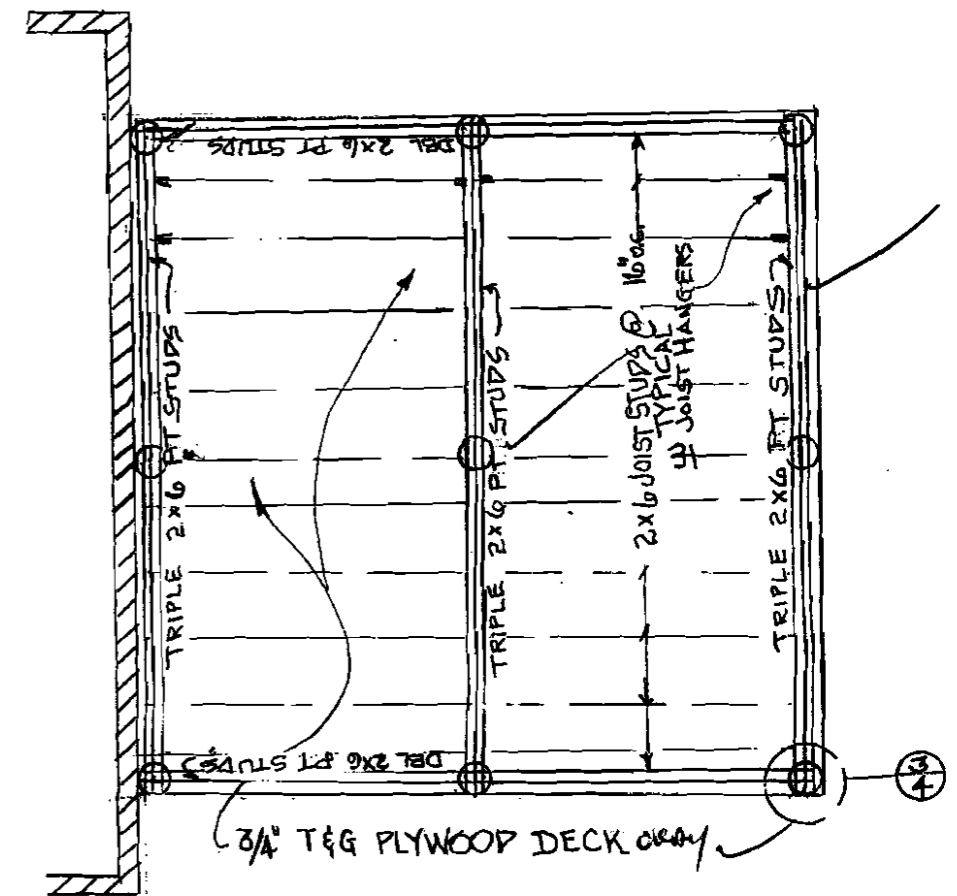 DBL 2x6 PT STUDS
TRIPLE 2x6 PT STUDS
TRIPLE 2x6 PT STUDS
2x6 JOIST STUDS @ 16" O.C.
TYPICAL
W/ JOIST HANGERS
TRIPLE 2x6 PT STUDS
DBL 2x6 PT STUDS
3/4" T&G PLYWOOD DECK
3
4